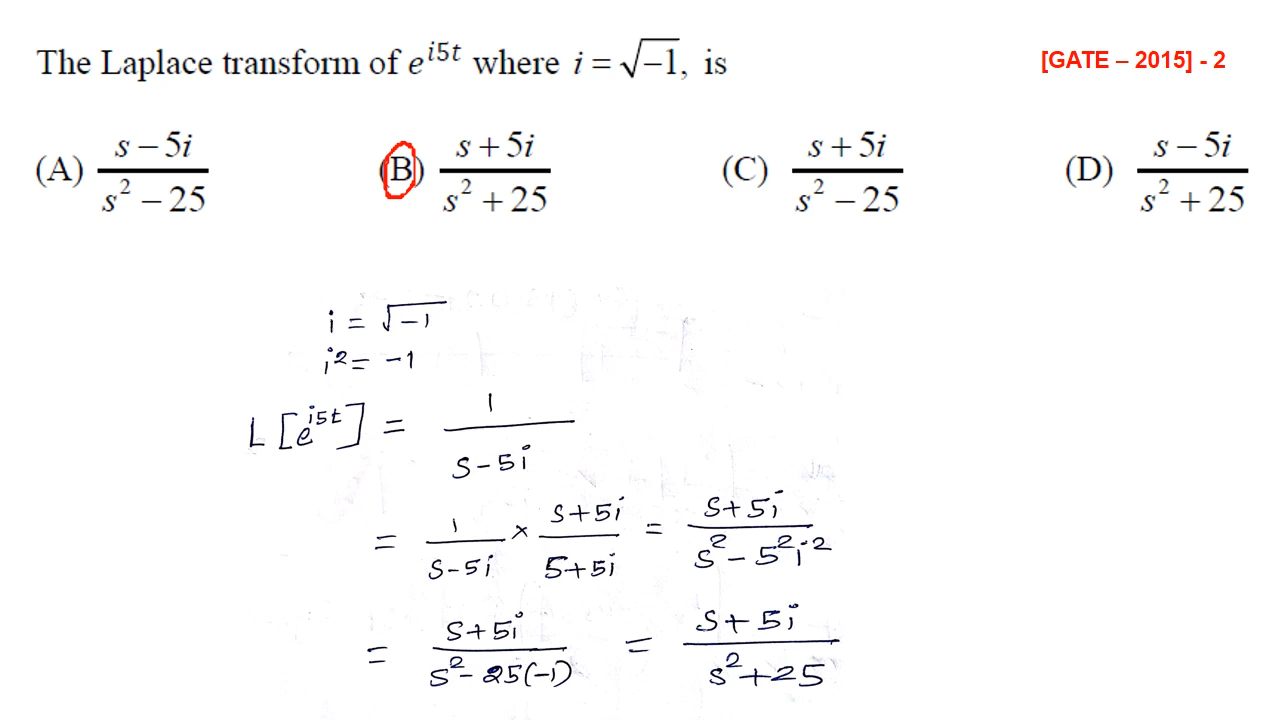 The Laplace transform of e^{i5t} where i = √−1, is [GATE – 2015] - 2
(A) (s − 5i)/(s² − 25) (B) (s + 5i)/(s² + 25) (C) (s + 5i)/(s² − 25) (D) (s − 5i)/(s² + 25)
i = √−1
i² = −1
L[e^{i5t}] = 1/(s−5i)
= 1/(s−5i) × (s+5i)/(5+5i) = (s+5i)/(s² − 5²i²)
= (s+5i)/(s² − 25(−1)) = (s+5i)/(s²+25)